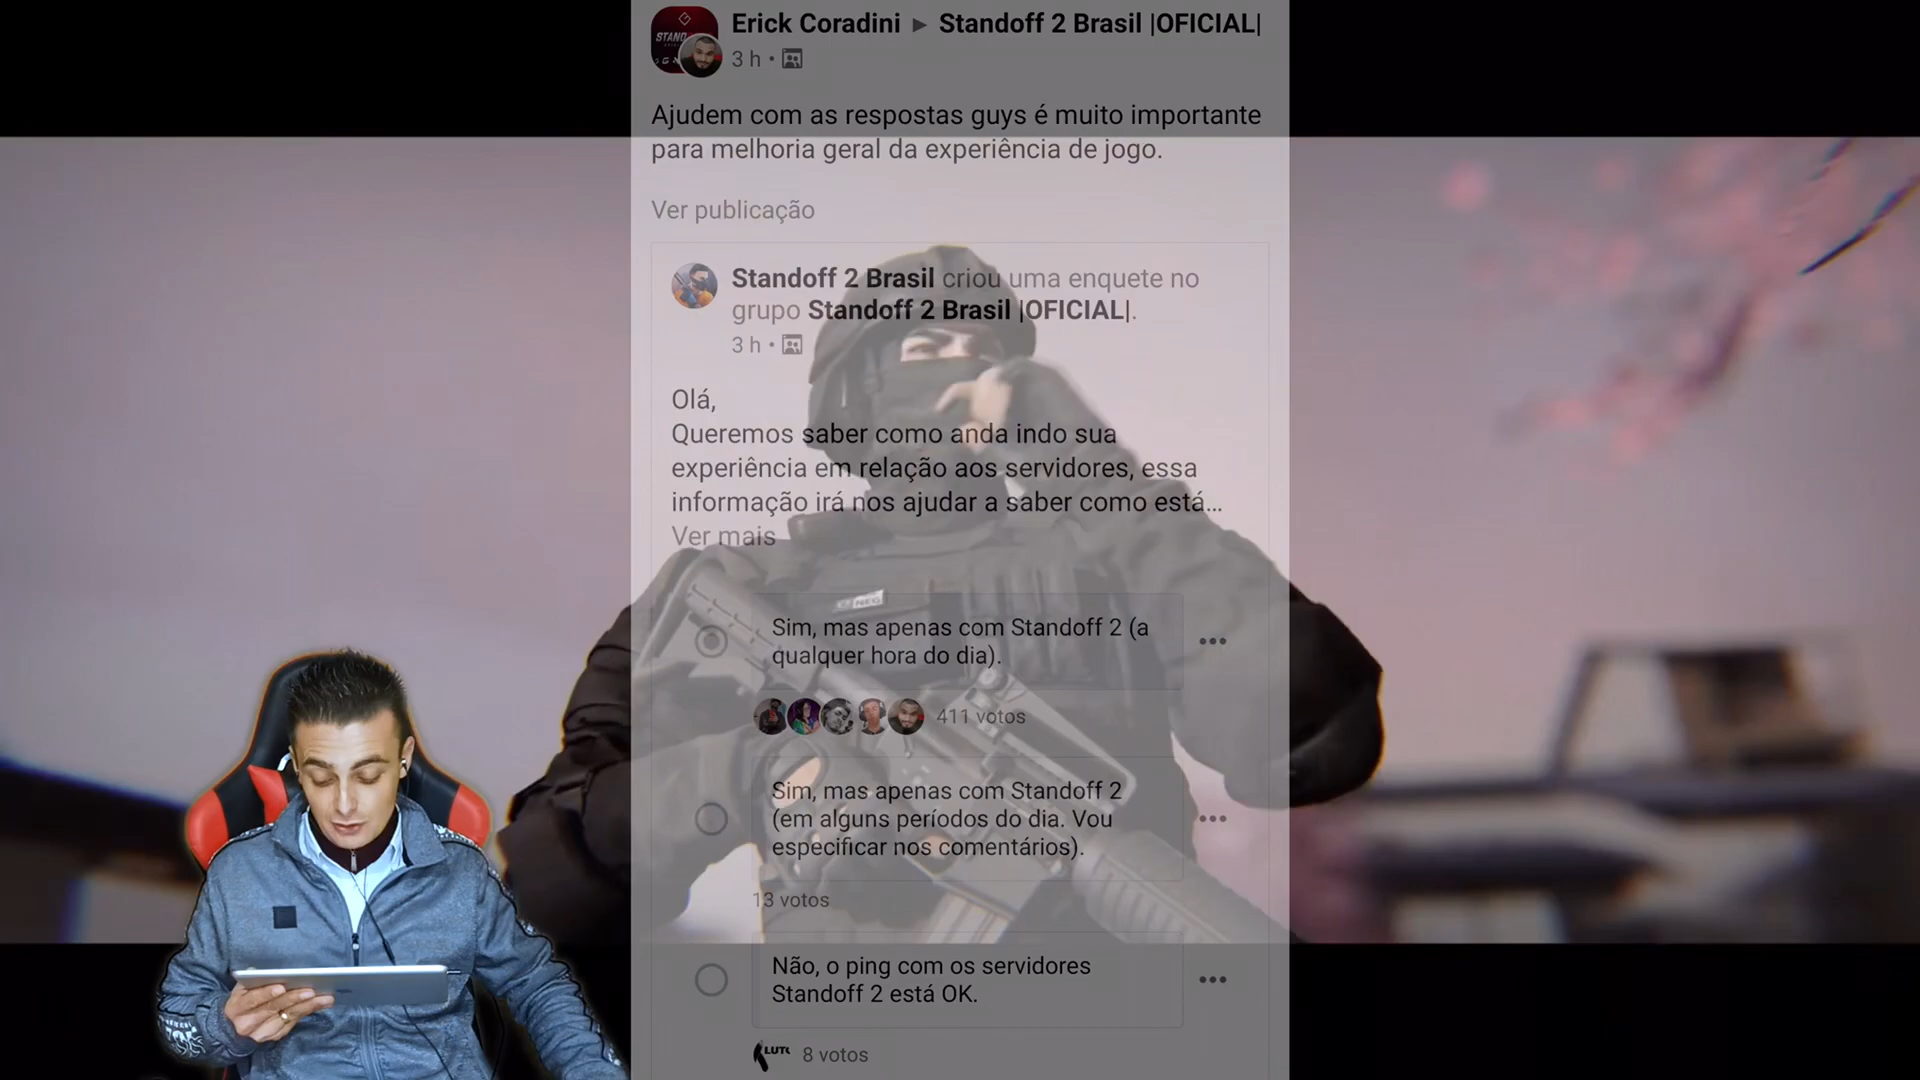 Erick Coradini ▸ Standoff 2 Brasil |OFICIAL|
STAND
3 h •
Ajudem com as respostas guys é muito importante
para melhoria geral da experiência de jogo.
Ver publicação
Standoff 2 Brasil criou uma enquete no
grupo Standoff 2 Brasil |OFICIAL|.
3 h •
Olá,
Queremos saber como anda indo sua
experiência em relação aos servidores, essa
informação irá nos ajudar a saber como está...
Ver mais
Sim, mas apenas com Standoff 2 (a
qualquer hora do dia).
411 votos
Sim, mas apenas com Standoff 2
(em alguns períodos do dia. Vou
especificar nos comentários).
13 votos
Não, o ping com os servidores
Standoff 2 está OK.
8 votos